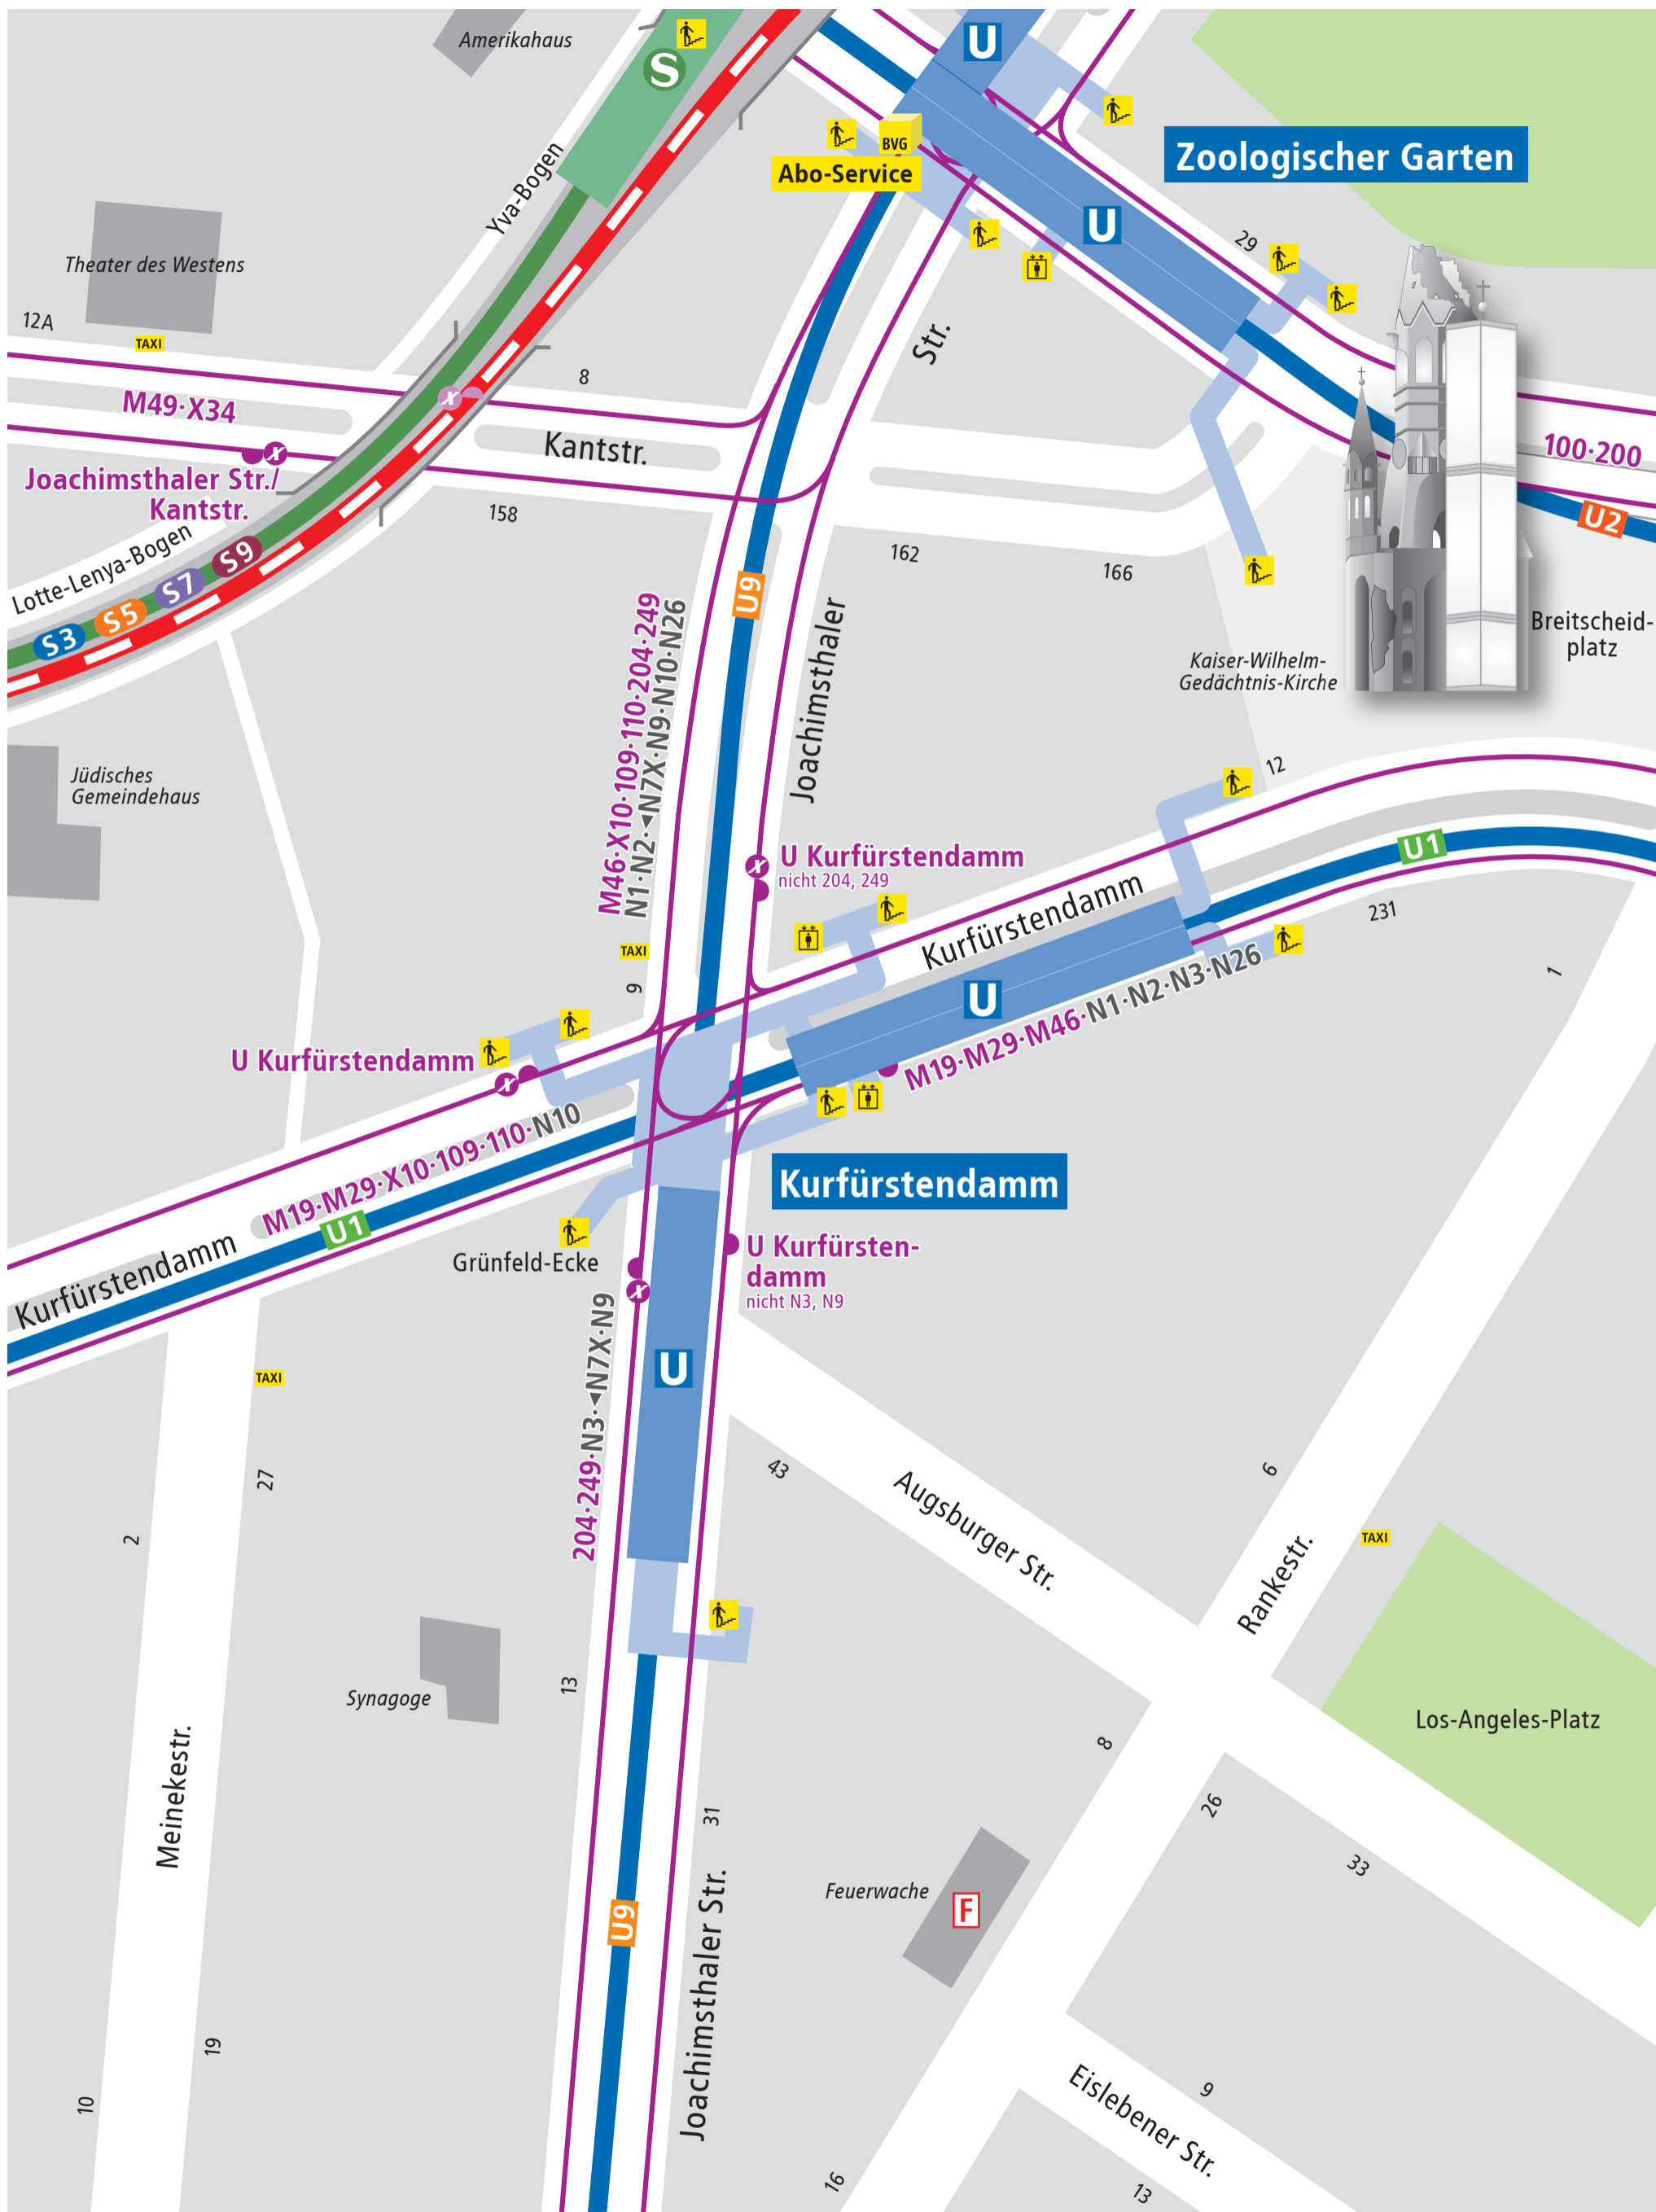 Amerikahaus
S
U
BVG
Abo-Service
Zoologischer Garten
Yva-Bogen
U
29
Theater des Westens
12A
TAXI
Str.
8
M49·X34
Kantstr.
100·200
Joachimsthaler Str./
Kantstr.
U2
158
162
166
Lotte-Lenya-Bogen
S3
S5
S7
S9
U9
Joachimsthaler
Breitscheid-
platz
Kaiser-Wilhelm-
Gedächtnis-Kirche
M46·X10·109·110·204·249
N1·N2·◄N7X·N9·N10·N26
Jüdisches
Gemeindehaus
12
U1
U Kurfürstendamm
nicht 204, 249
Kurfürstendamm
231
TAXI
9
1
U
M19·M29·M46·N1·N2·N3·N26
U Kurfürstendamm
M19·M29·X10·109·110·N10
Kurfürstendamm
U1
Kurfürstendamm
Grünfeld-Ecke
U Kurfürsten-
damm
nicht N3, N9
204·249·N3·◄N7X·N9
U
TAXI
27
2
43
Augsburger Str.
6
TAXI
Rankestr.
Synagoge
13
Los-Angeles-Platz
8
Meinekestr.
31
26
33
Feuerwache
F
U9
Joachimsthaler Str.
19
10
Eislebener Str.
9
16
13